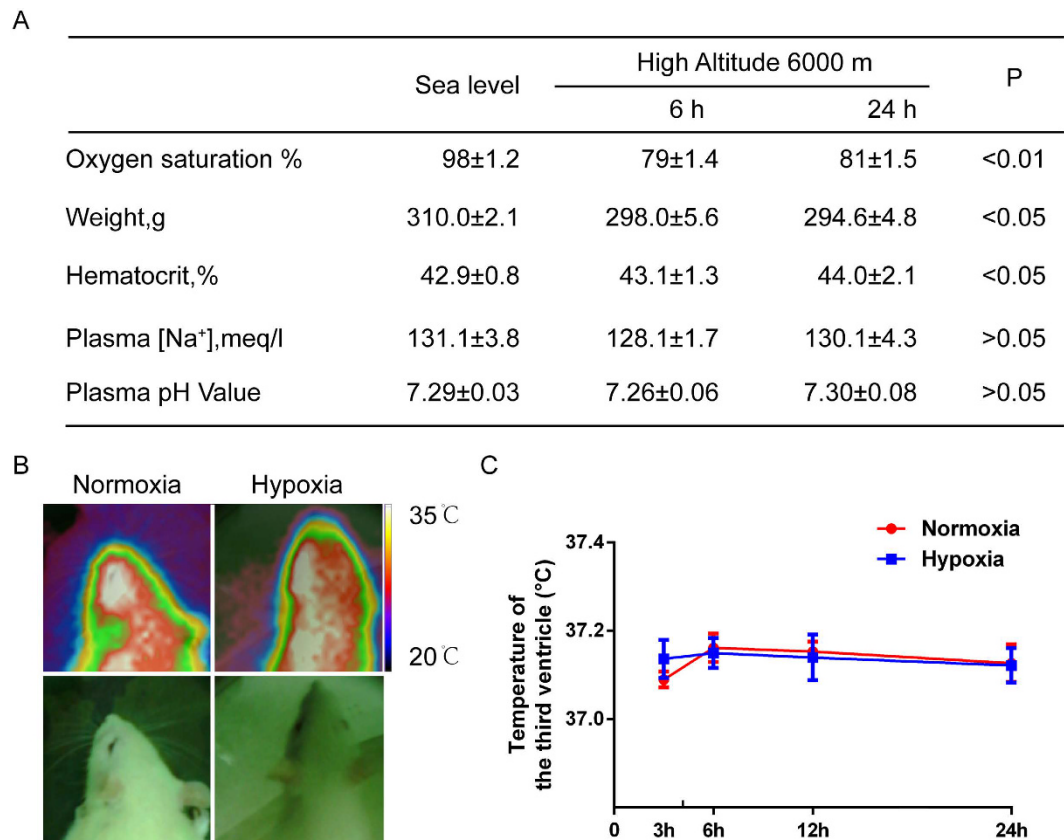 A
Sea level High Altitude 6000 m P
6 h 24 h
Oxygen saturation % 98±1.2 79±1.4 81±1.5 <0.01
Weight,g 310.0±2.1 298.0±5.6 294.6±4.8 <0.05
Hematocrit,% 42.9±0.8 43.1±1.3 44.0±2.1 <0.05
Plasma [Na⁺],meq/l 131.1±3.8 128.1±1.7 130.1±4.3 >0.05
Plasma pH Value 7.29±0.03 7.26±0.06 7.30±0.08 >0.05
B
Normoxia Hypoxia
35℃
20℃
C
Normoxia
Hypoxia
Temperature of
the third ventricle (°C)
37.4
37.2
37.0
0 3h 6h 12h 24h